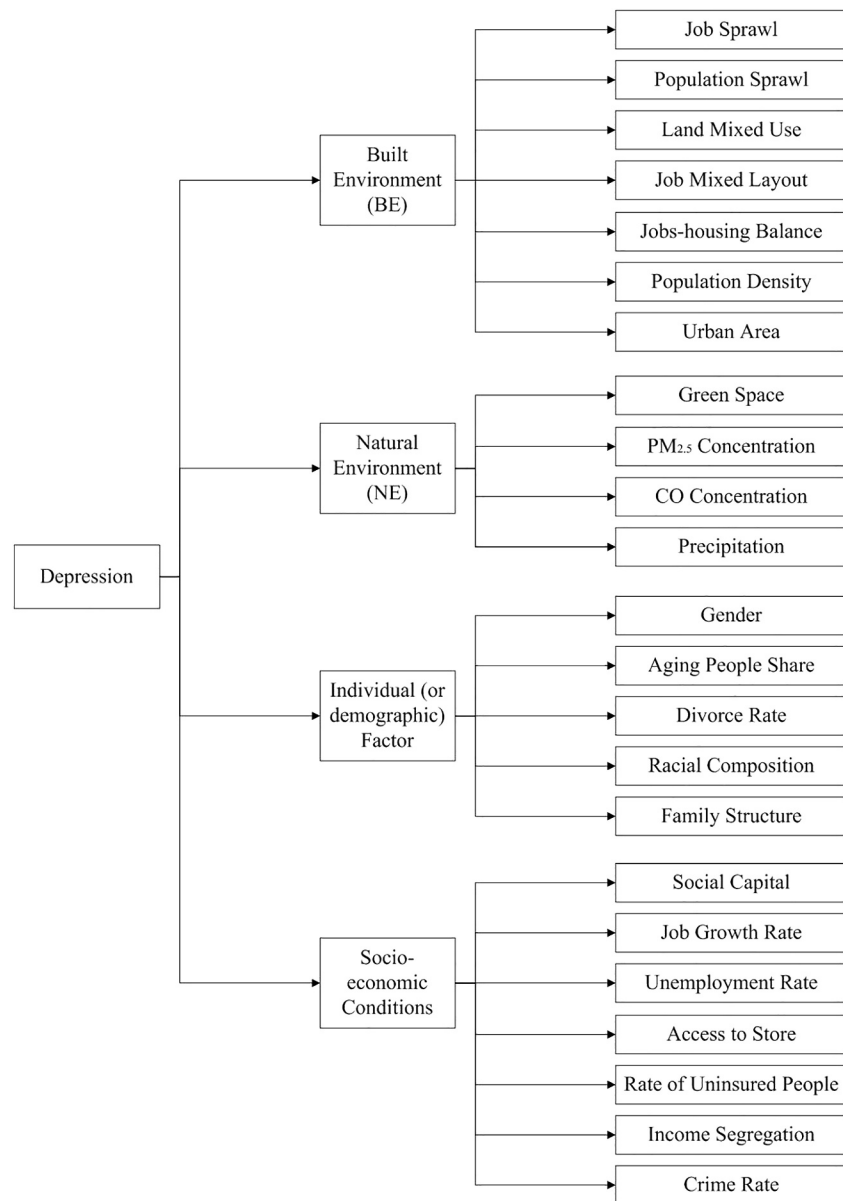 Depression
Built
Environment
(BE)
Job Sprawl
Population Sprawl
Land Mixed Use
Job Mixed Layout
Jobs-housing Balance
Population Density
Urban Area
Natural
Environment
(NE)
Green Space
PM2.5 Concentration
CO Concentration
Precipitation
Individual (or
demographic)
Factor
Gender
Aging People Share
Divorce Rate
Racial Composition
Family Structure
Socio-
economic
Conditions
Social Capital
Job Growth Rate
Unemployment Rate
Access to Store
Rate of Uninsured People
Income Segregation
Crime Rate